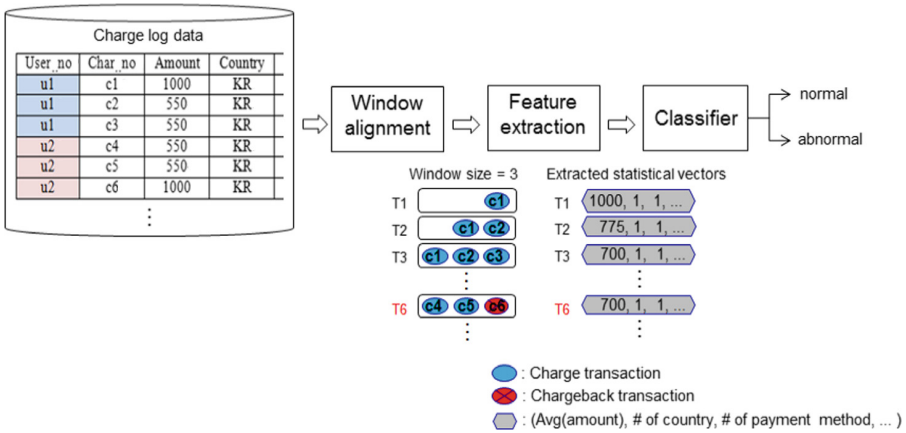 Charge log data
User_no Char_no Amount Country
u1 c1 1000 KR
u1 c2 550 KR
u1 c3 550 KR
u2 c4 550 KR
u2 c5 550 KR
u2 c6 1000 KR
Window alignment
Feature extraction
Classifier
normal
abnormal
Window size = 3
T1 c1
T2 c1 c2
T3 c1 c2 c3
T6 c4 c5 c6
Extracted statistical vectors
T1 1000, 1, 1, ...
T2 775, 1, 1, ...
T3 700, 1, 1, ...
T6 700, 1, 1, ...
: Charge transaction
: Chargeback transaction
: (Avg(amount), # of country, # of payment method, ... )